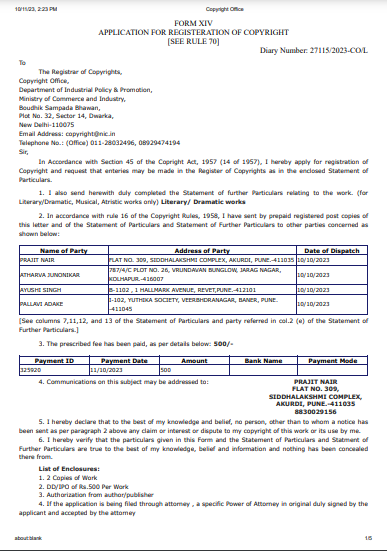 10/11/23, 2:23 PM Copyright Office
FORM XIV
APPLICATION FOR REGISTERATION OF COPYRIGHT
[SEE RULE 70]
Diary Number: 27115/2023-CO/L
To
The Registrar of Copyrights,
Copyright Office,
Department of Industrial Policy & Promotion,
Ministry of Commerce and Industry,
Boudhik Sampada Bhawan,
Plot No. 32, Sector 14, Dwarka,
New Delhi-110075
Email Address: copyright@nic.in
Telephone No.: (Office) 011-28032496, 08929474194
Sir,
In Accordance with Section 45 of the Copright Act, 1957 (14 of 1957), I hereby apply for registration of
Copyright and request that enteries may be made in the Register of Copyrights as in the enclosed Statement of
Particulars.
1. I also send herewith duly completed the Statement of further Particulars relating to the work. (for
Literary/Dramatic, Musical, Atristic works only) Literary/ Dramatic works
2. In accordance with rule 16 of the Copyright Rules, 1958, I have sent by prepaid registered post copies of
this letter and of the Statement of Particulars and Statement of Further Particulars to other parties concerned as
shown below:
Name of Party Address of Party Date of Dispatch
PRAJIT NAIR FLAT NO. 309, SIDDHALAKSHMI COMPLEX, AKURDI, PUNE.-411035 10/10/2023
ATHARVA JUNONIKAR 787/4/C PLOT NO. 26, VRUNDAVAN BUNGLOW, JARAG NAGAR, KOLHAPUR.-416007 10/10/2023
AYUSHI SINGH B-1102 , 1 HALLMARK AVENUE, REVET,PUNE.-412101 10/10/2023
PALLAVI ADAKE I-102, YUTHIKA SOCIETY, VEERBHDRANAGAR, BANER, PUNE. -411045 10/10/2023
[See columns 7,11,12, and 13 of the Statement of Particulars and party referred in col.2 (e) of the Statement of
Further Particulars.]
3. The prescribed fee has been paid, as per details below: 500/-
Payment ID Payment Date Amount Bank Name Payment Mode
325920 11/10/2023 500
4. Communications on this subject may be addressed to: PRAJIT NAIR
FLAT NO. 309,
SIDDHALAKSHMI COMPLEX,
AKURDI, PUNE.-411035
8830029156
5. I hereby declare that to the best of my knowledge and belief, no person, other than to whom a notice has
been sent as per paragraph 2 above any claim or interest or dispute to my copyright of this work or its use by me.
6. I hereby verify that the particulars given in this Form and the Statement of Particulars and Statment of
Further Particulars are true to the best of my knowledge, belief and information and nothing has been concealed
there from.
List of Enclosures:
1. 2 Copies of Work
2. DD/IPO of Rs.500 Per Work
3. Authorization from author/publisher
4. If the application is being filed through attorney , a specific Power of Attorney in original duly signed by the
applicant and accepted by the attorney
about:blank 1/5